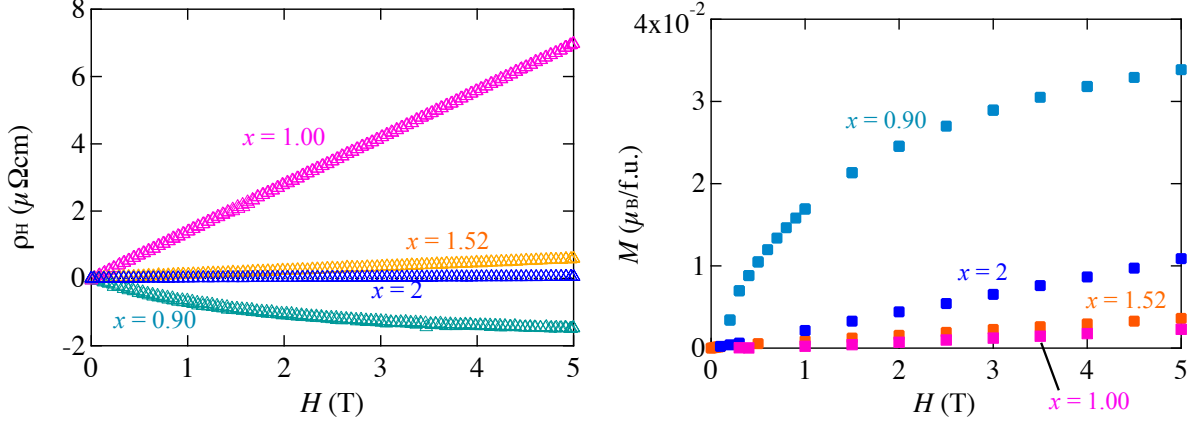 8
6
4
2
0
-2
ρH (μΩcm)
x = 1.00
x = 1.52
x = 2
x = 0.90
0
1
2
3
4
5
H (T)
4x10-2
3
2
1
0
M (μB/f.u.)
x = 0.90
x = 2
x = 1.52
x = 1.00
0
1
2
3
4
5
H (T)